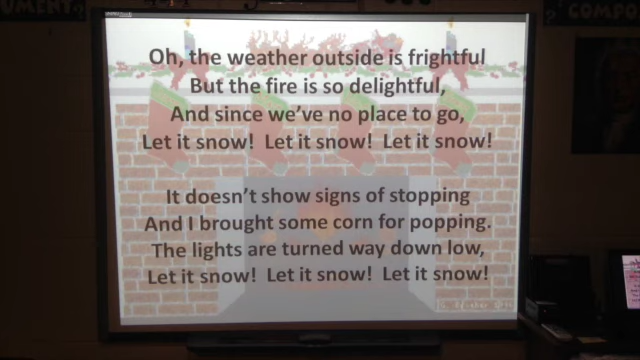 Oh, the weather outside is frightful
But the fire is so delightful,
And since we've no place to go,
Let it snow!  Let it snow!  Let it snow!
It doesn't show signs of stopping
And I brought some corn for popping.
The lights are turned way down low,
Let it snow!  Let it snow!  Let it snow!